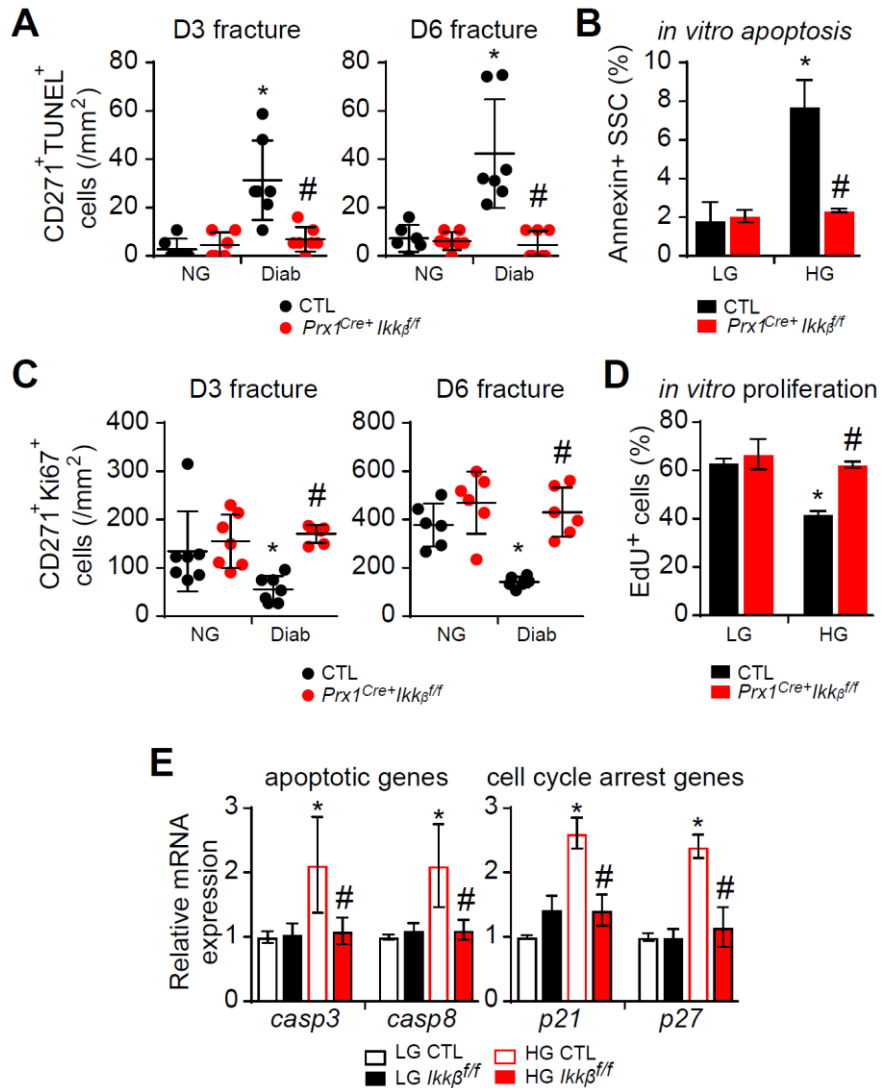 A
D3 fracture
D6 fracture
CD271+TUNEL+
cells (/mm2)
80
60
40
20
0
*
#
NG
Diab
80
60
40
20
0
*
#
NG
Diab
CTL
Prx1Cre+ Ikkβf/f
B
in vitro apoptosis
Annexin+ SSC (%)
10
8
6
4
2
0
*
#
LG
HG
CTL
Prx1Cre+ Ikkβf/f
C
D3 fracture
D6 fracture
CD271+Ki67+
cells (/mm2)
400
300
200
100
0
*
#
NG
Diab
800
600
400
200
0
*
#
NG
Diab
CTL
Prx1Cre+Ikkβf/f
D
in vitro proliferation
EdU+ cells (%)
80
60
40
20
0
*
#
LG
HG
CTL
Prx1Cre+Ikkβf/f
E
apoptotic genes
cell cycle arrest genes
Relative mRNA
expression
3
2
1
0
*
#
*
#
casp3
casp8
3
2
1
0
*
#
*
#
p21
p27
LG CTL
HG CTL
LG Ikkβf/f
HG Ikkβf/f